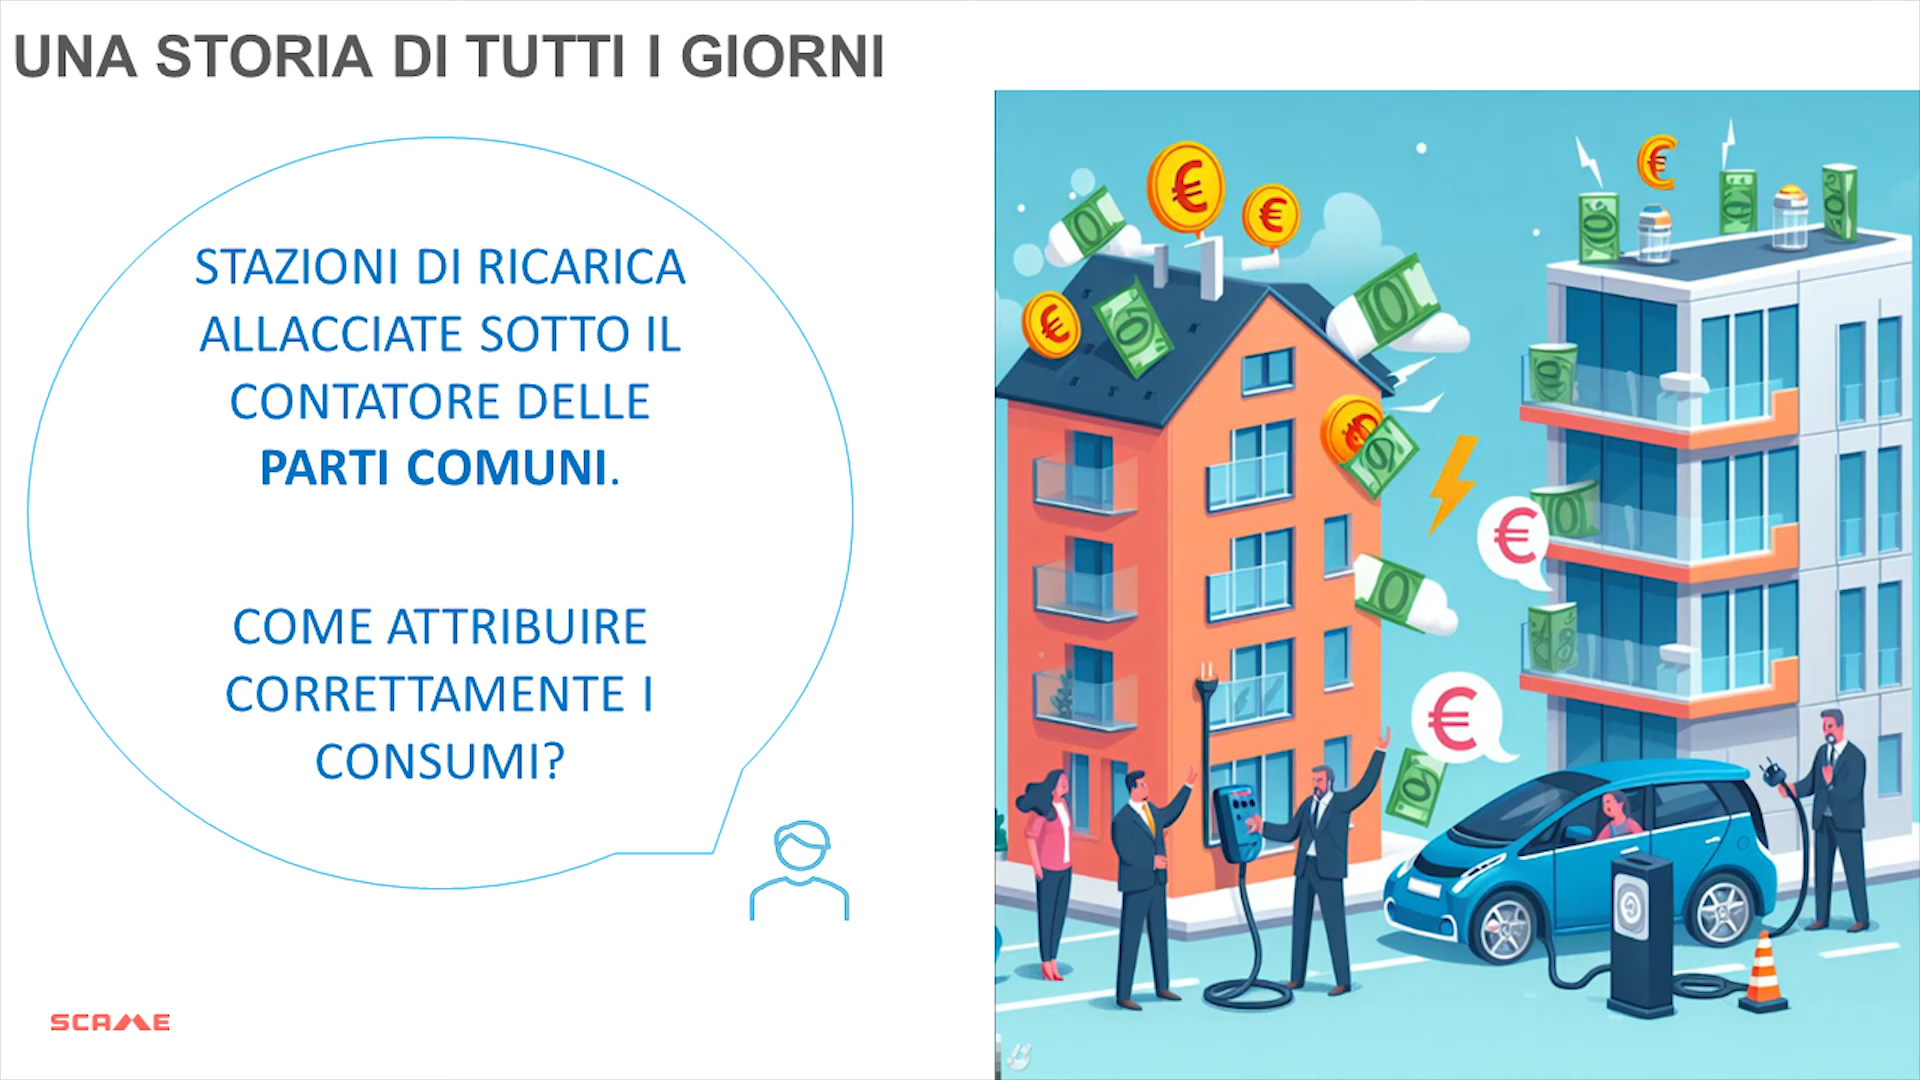 UNA STORIA DI TUTTI I GIORNI
STAZIONI DI RICARICA
ALLACCIATE SOTTO IL
CONTATORE DELLE
PARTI COMUNI.
COME ATTRIBUIRE
CORRETTAMENTE I
CONSUMI?
SCAME
€
€
€
€
€
€
€